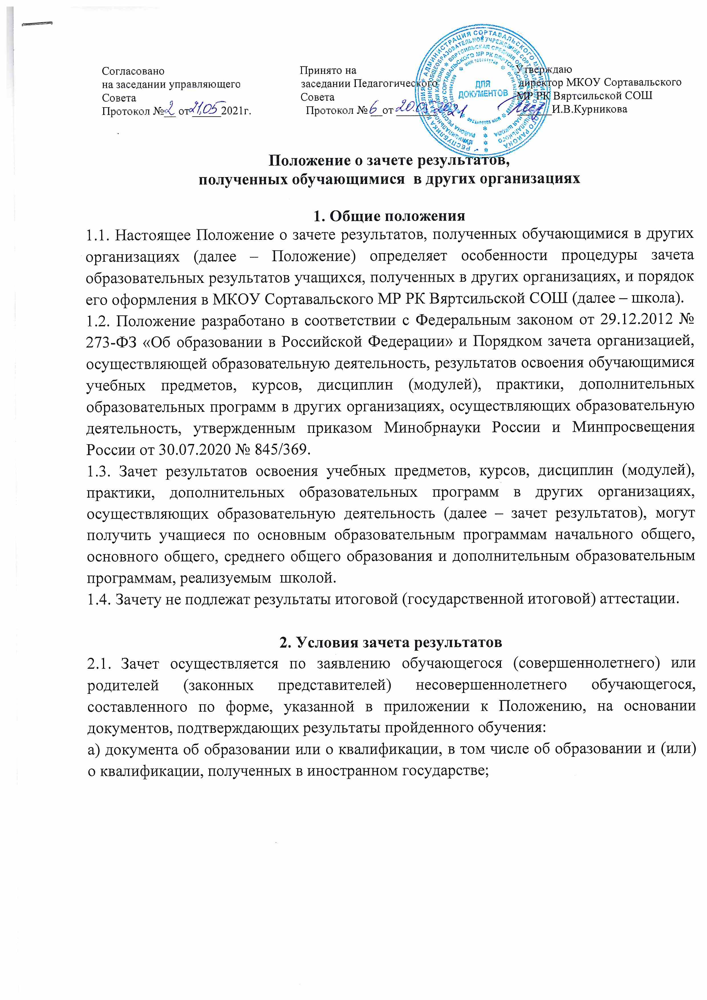 Согласовано
на заседании управляющего
Совета
Протокол № 2 от 21.05 2021г.
Принято на
заседании Педагогического
Совета
Протокол № 6 от 20.05.2021
Утверждаю
директор МКОУ Сортавальского
МР РК Вяртсильской СОШ
И.В.Курникова
ДЛЯ
ДОКУМЕНТОВ
Положение о зачете результатов,
полученных обучающимися в других организациях
1. Общие положения
1.1. Настоящее Положение о зачете результатов, полученных обучающимися в других
организациях (далее – Положение) определяет особенности процедуры зачета
образовательных результатов учащихся, полученных в других организациях, и порядок
его оформления в МКОУ Сортавальского МР РК Вяртсильской СОШ (далее – школа).
1.2. Положение разработано в соответствии с Федеральным законом от 29.12.2012 №
273-ФЗ «Об образовании в Российской Федерации» и Порядком зачета организацией,
осуществляющей образовательную деятельность, результатов освоения обучающимися
учебных предметов, курсов, дисциплин (модулей), практики, дополнительных
образовательных программ в других организациях, осуществляющих образовательную
деятельность, утвержденным приказом Минобрнауки России и Минпросвещения
России от 30.07.2020 № 845/369.
1.3. Зачет результатов освоения учебных предметов, курсов, дисциплин (модулей),
практики, дополнительных образовательных программ в других организациях,
осуществляющих образовательную деятельность (далее – зачет результатов), могут
получить учащиеся по основным образовательным программам начального общего,
основного общего, среднего общего образования и дополнительным образовательным
программам, реализуемым школой.
1.4. Зачету не подлежат результаты итоговой (государственной итоговой) аттестации.
2. Условия зачета результатов
2.1. Зачет осуществляется по заявлению обучающегося (совершеннолетнего) или
родителей (законных представителей) несовершеннолетнего обучающегося,
составленного по форме, указанной в приложении к Положению, на основании
документов, подтверждающих результаты пройденного обучения:
а) документа об образовании или о квалификации, в том числе об образовании и (или)
о квалификации, полученных в иностранном государстве;